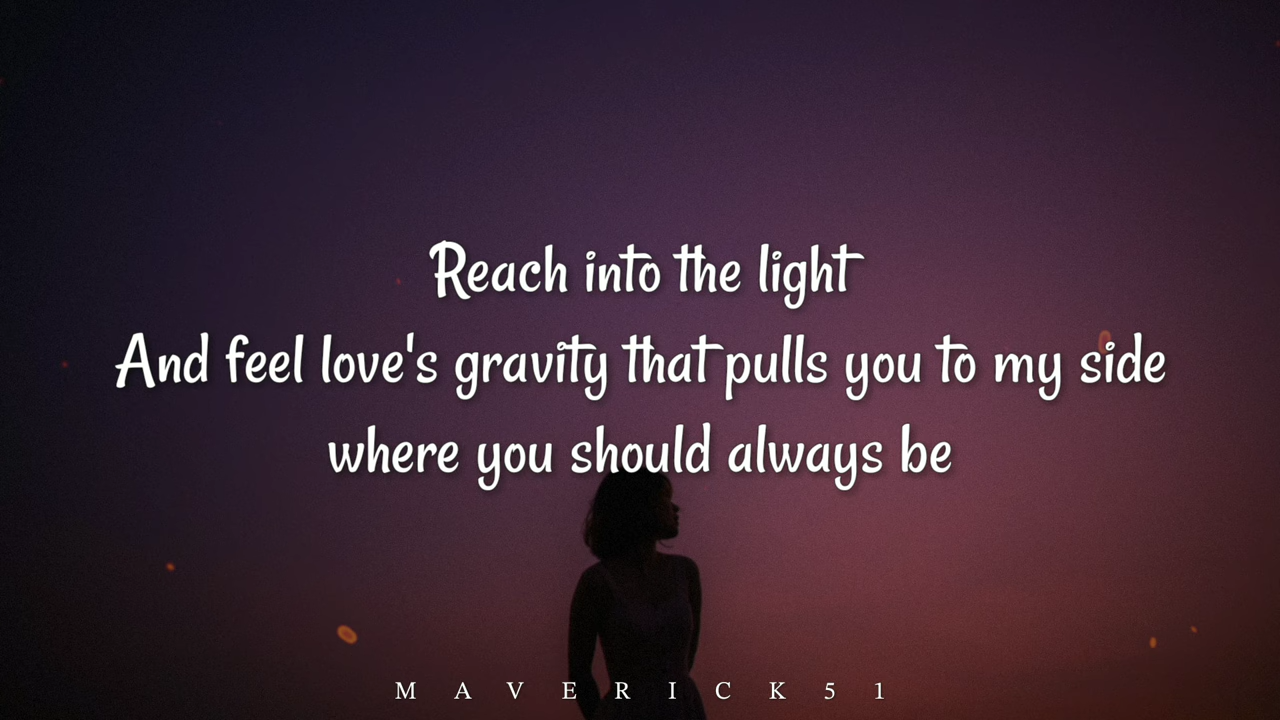 Reach into the light
And feel love's gravity that pulls you to my side
where you should always be
MAVERICK51